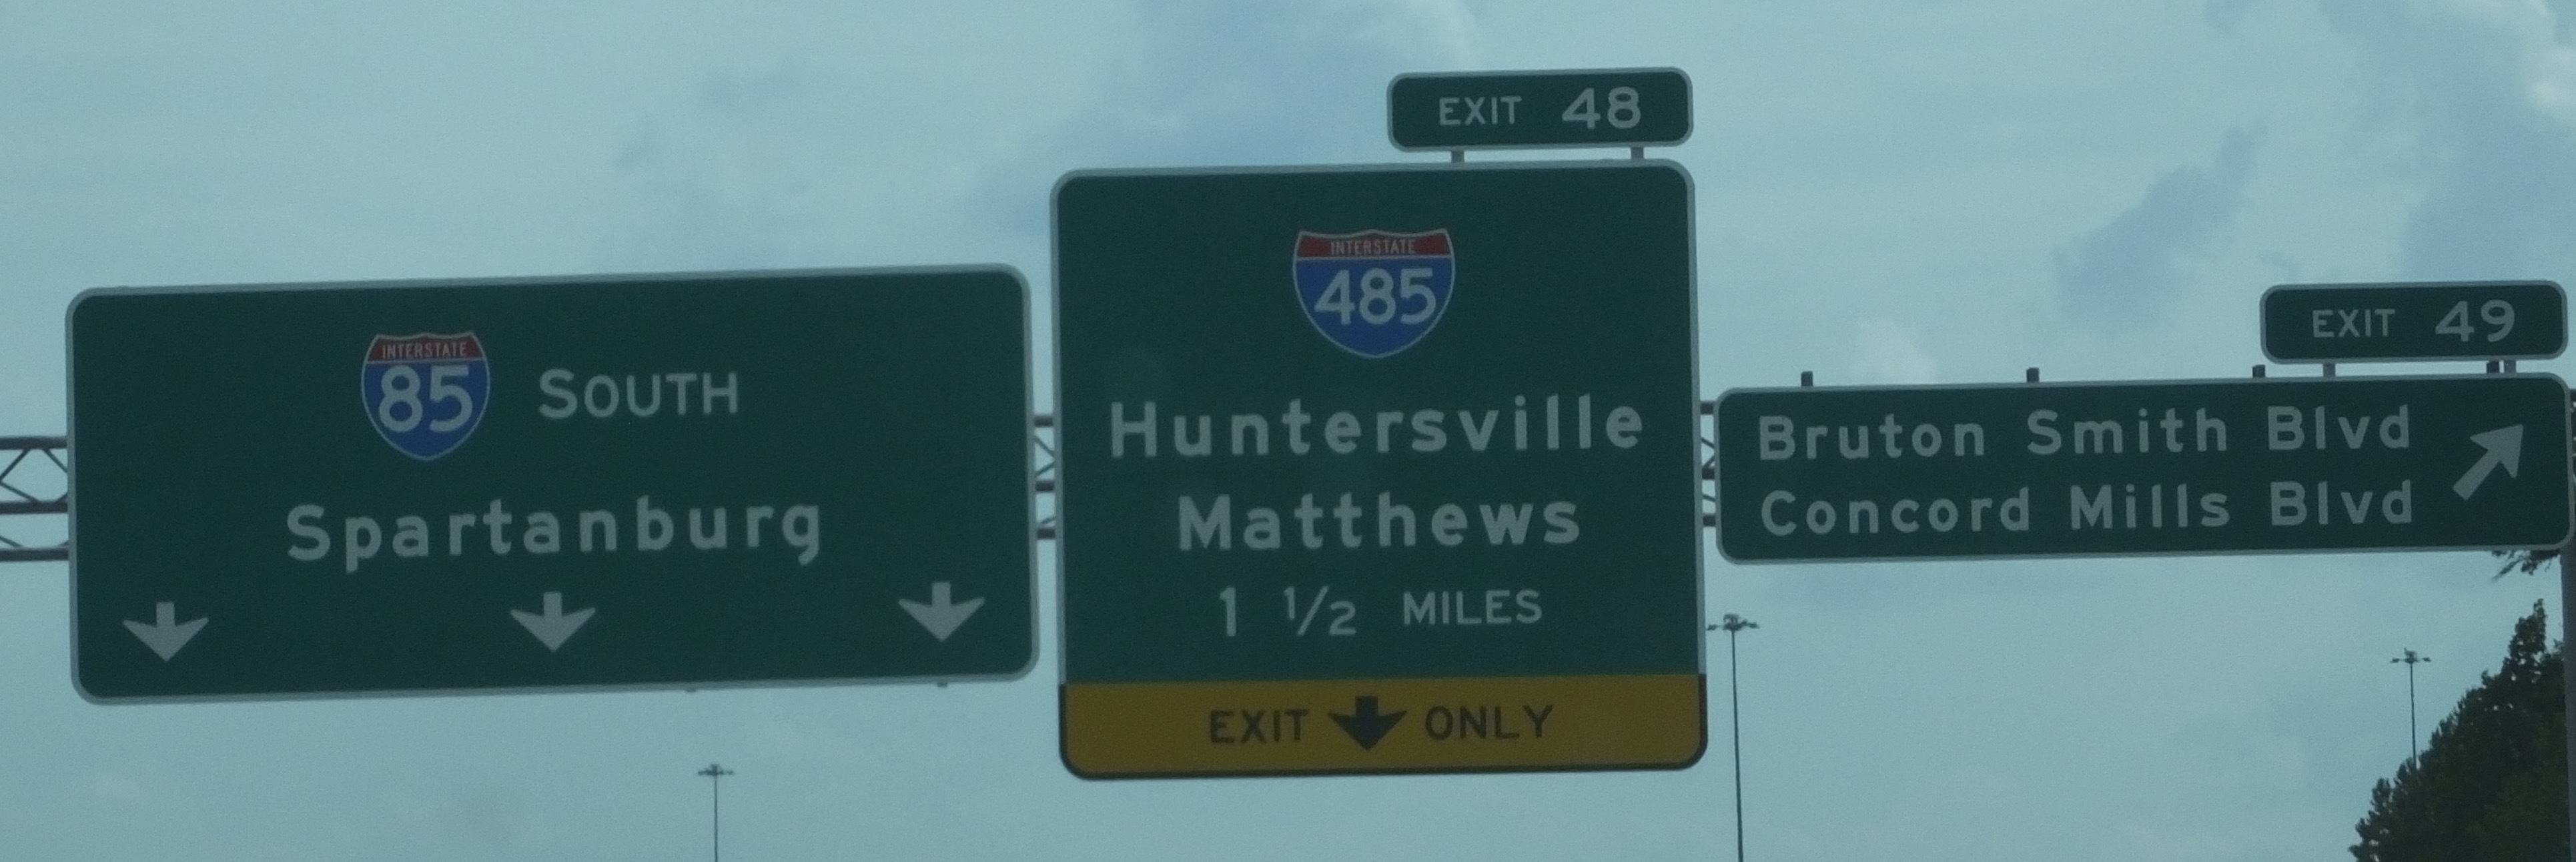 INTERSTATE
85 SOUTH
Spartanburg
EXIT 48
INTERSTATE
485
Huntersville
Matthews
1 1/2 MILES
EXIT ONLY
EXIT 49
Bruton Smith Blvd
Concord Mills Blvd